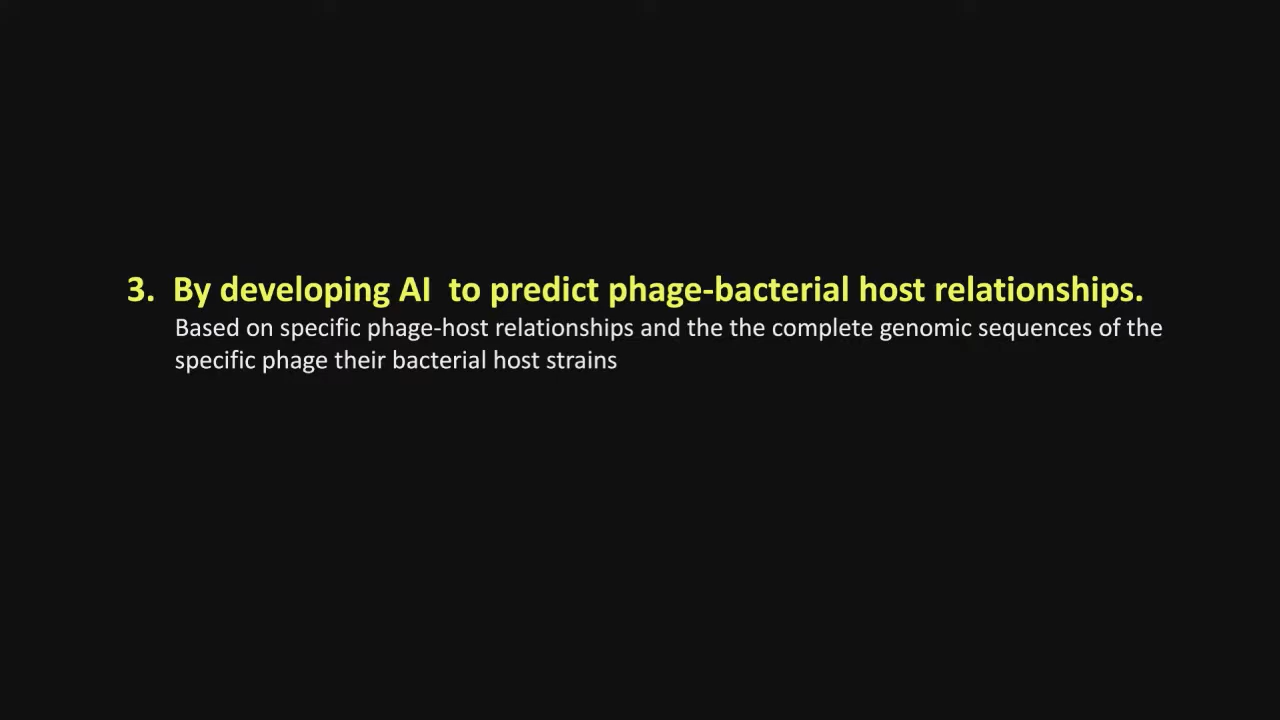 3. By developing AI  to predict phage-bacterial host relationships.
Based on specific phage-host relationships and the the complete genomic sequences of the
specific phage their bacterial host strains